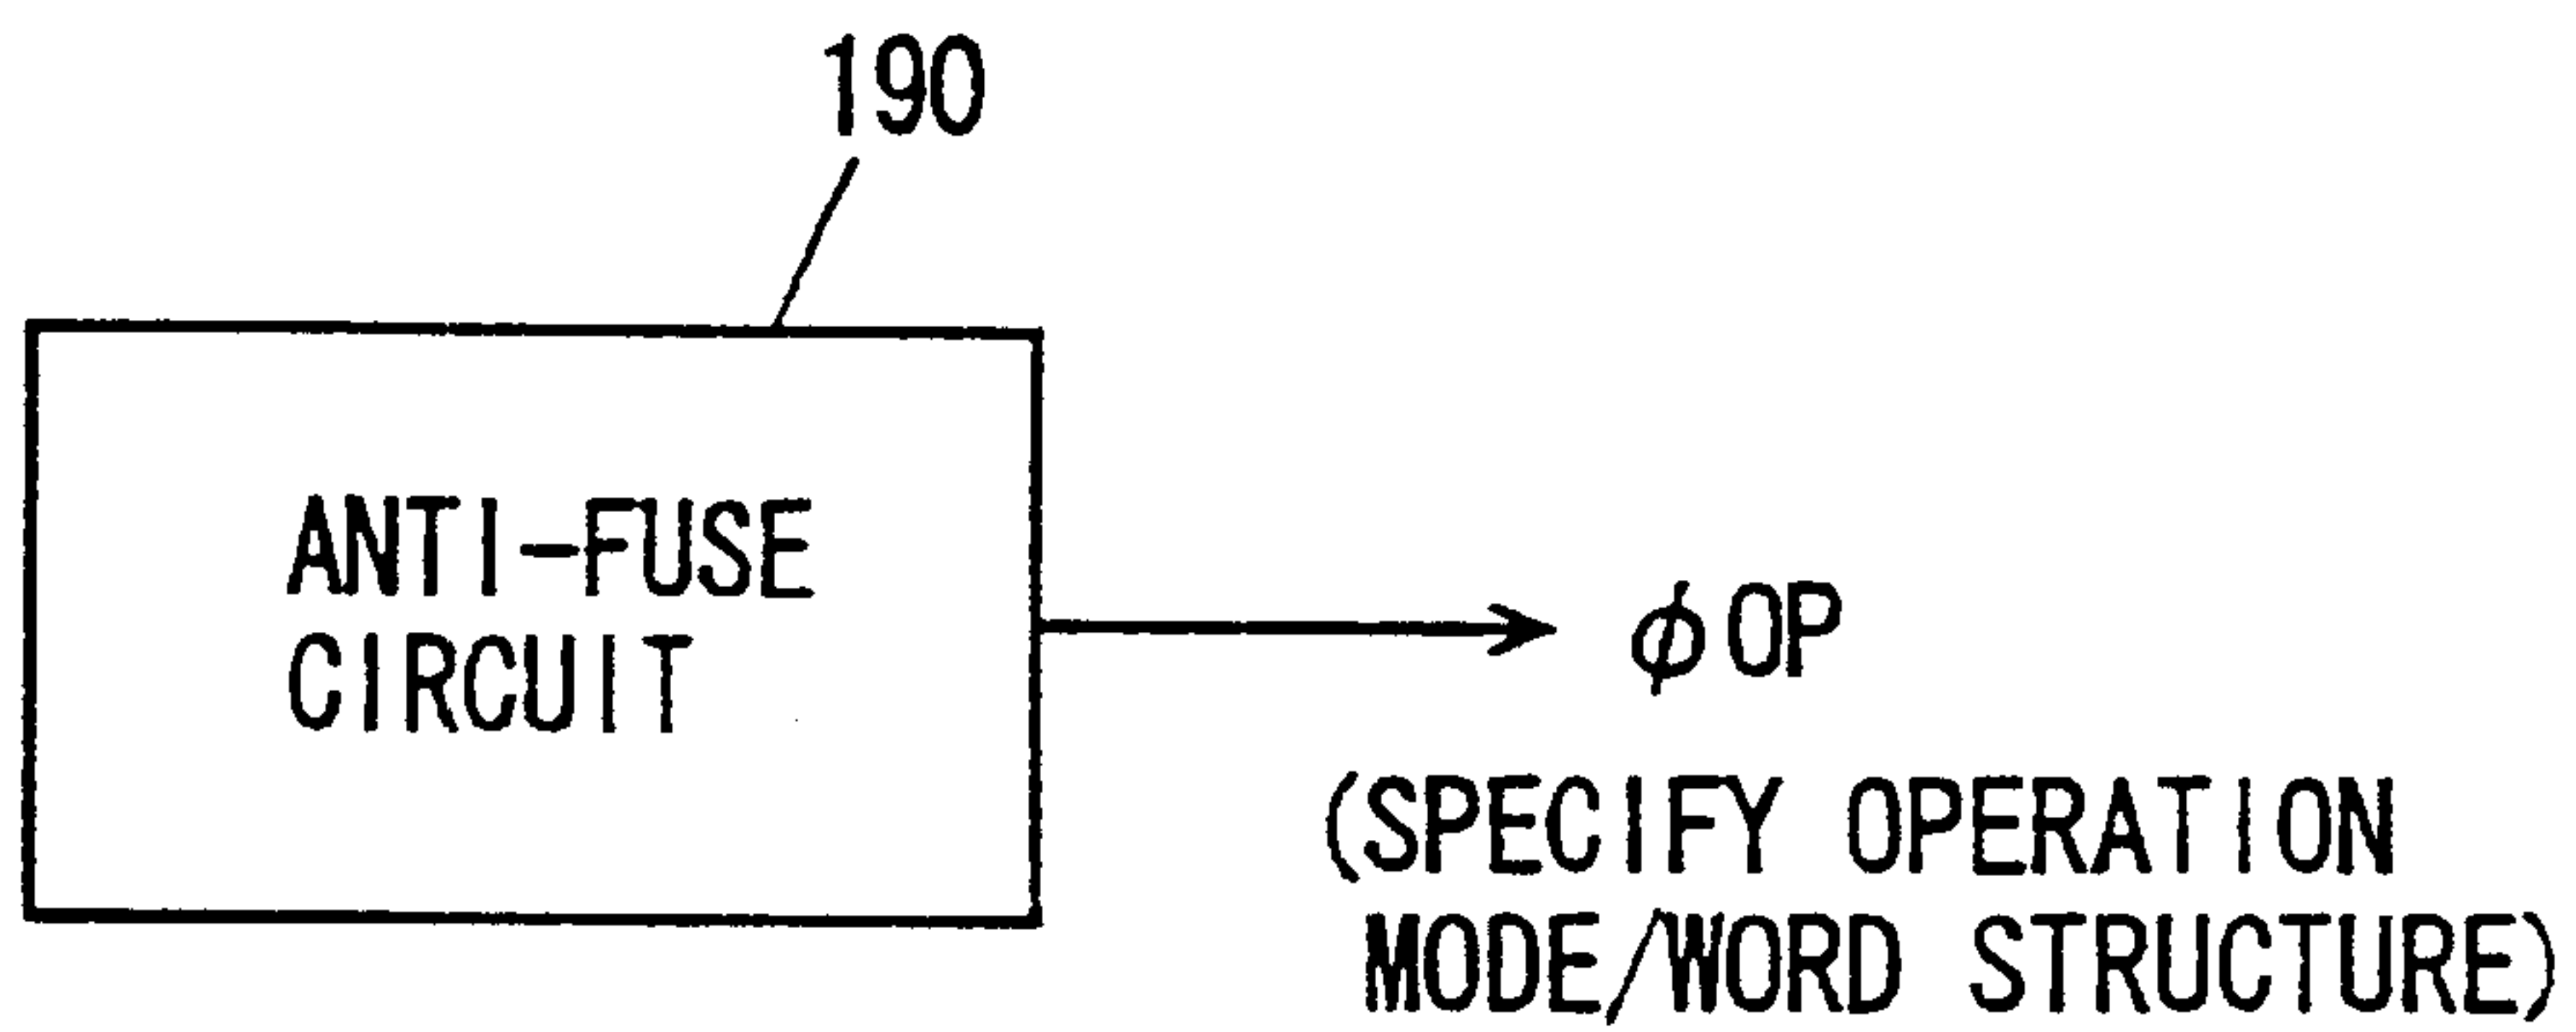 190
ANTI-FUSE
CIRCUIT
φOP
(SPECIFY OPERATION
MODE/WORD STRUCTURE)